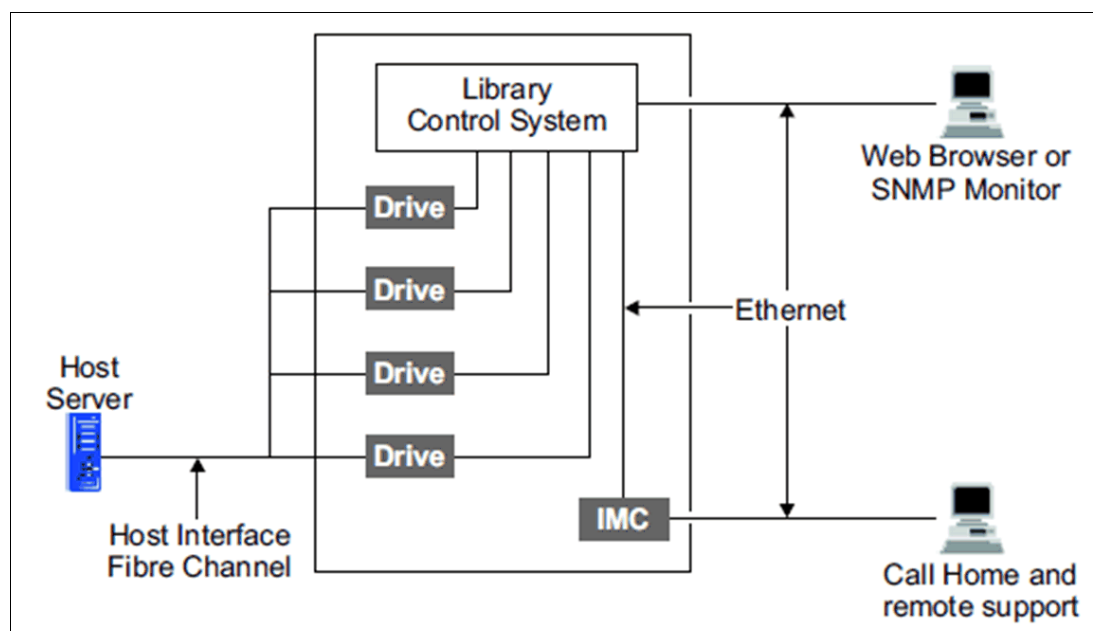 Library
Control System
Web Browser or
SNMP Monitor
Drive
Drive
Ethernet
Drive
Host
Server
Drive
IMC
Host Interface
Fibre Channel
Call Home and
remote support